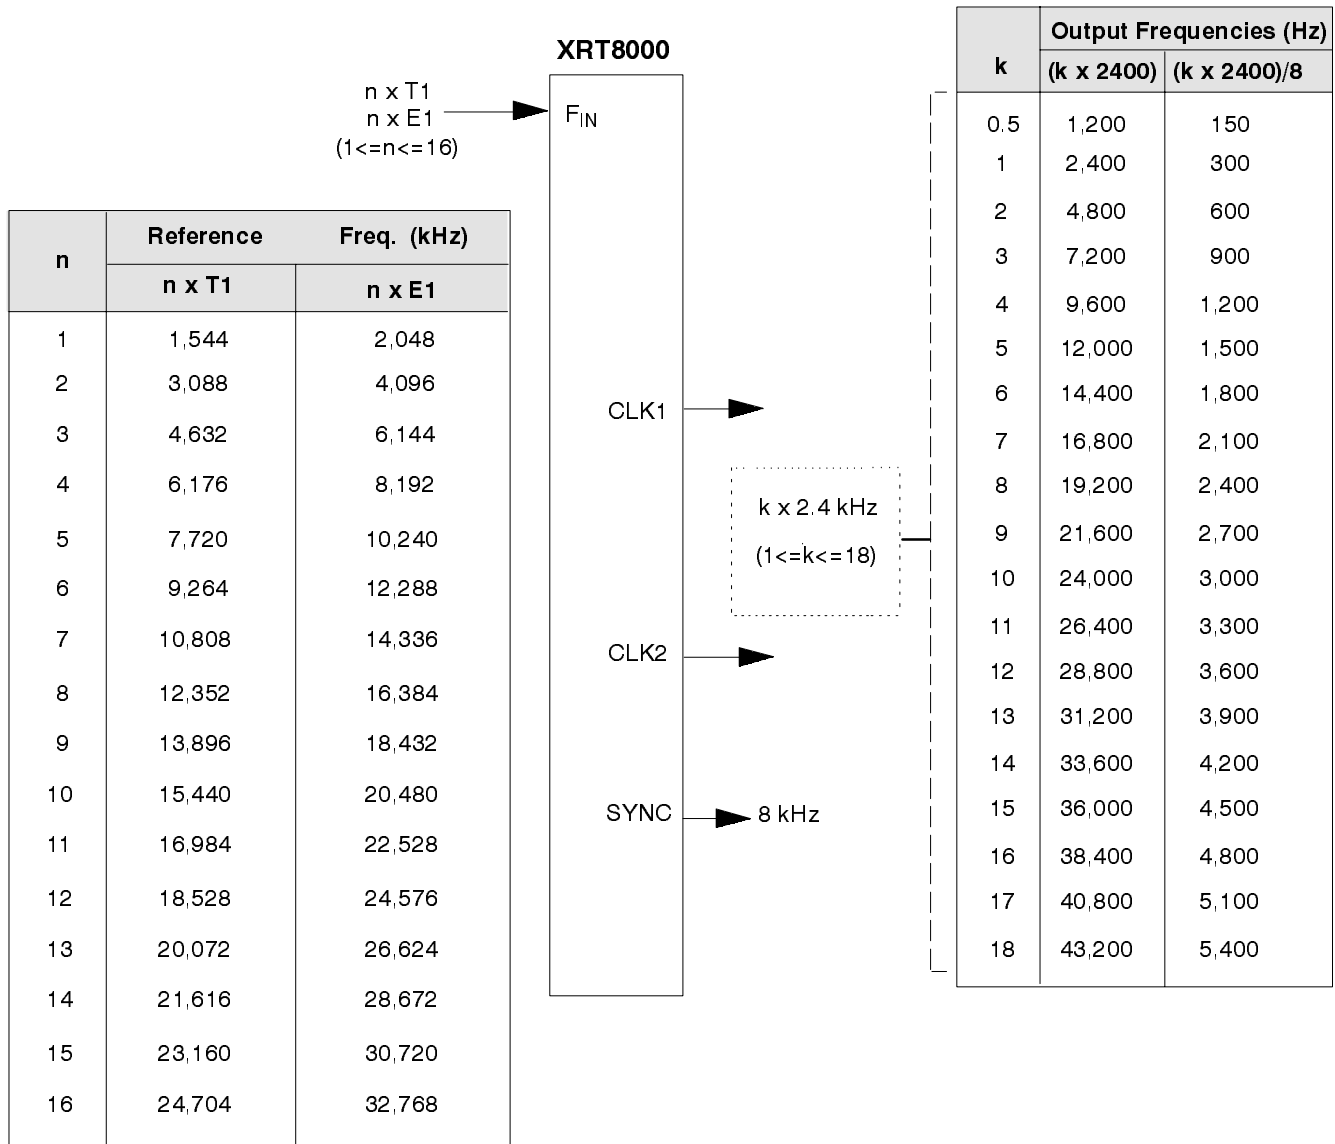 XRT8000
n x T1
n x E1
(1<=n<=16)
FIN
CLK1
CLK2
SYNC
8 kHz
k x 2.4 kHz
(1<=k<=18)
n Reference Freq. (kHz)
n x T1 n x E1
1 1,544 2,048
2 3,088 4,096
3 4,632 6,144
4 6,176 8,192
5 7,720 10,240
6 9,264 12,288
7 10,808 14,336
8 12,352 16,384
9 13,896 18,432
10 15,440 20,480
11 16,984 22,528
12 18,528 24,576
13 20,072 26,624
14 21,616 28,672
15 23,160 30,720
16 24,704 32,768
k Output Frequencies (Hz)
(k x 2400) (k x 2400)/8
0.5 1,200 150
1 2,400 300
2 4,800 600
3 7,200 900
4 9,600 1,200
5 12,000 1,500
6 14,400 1,800
7 16,800 2,100
8 19,200 2,400
9 21,600 2,700
10 24,000 3,000
11 26,400 3,300
12 28,800 3,600
13 31,200 3,900
14 33,600 4,200
15 36,000 4,500
16 38,400 4,800
17 40,800 5,100
18 43,200 5,400